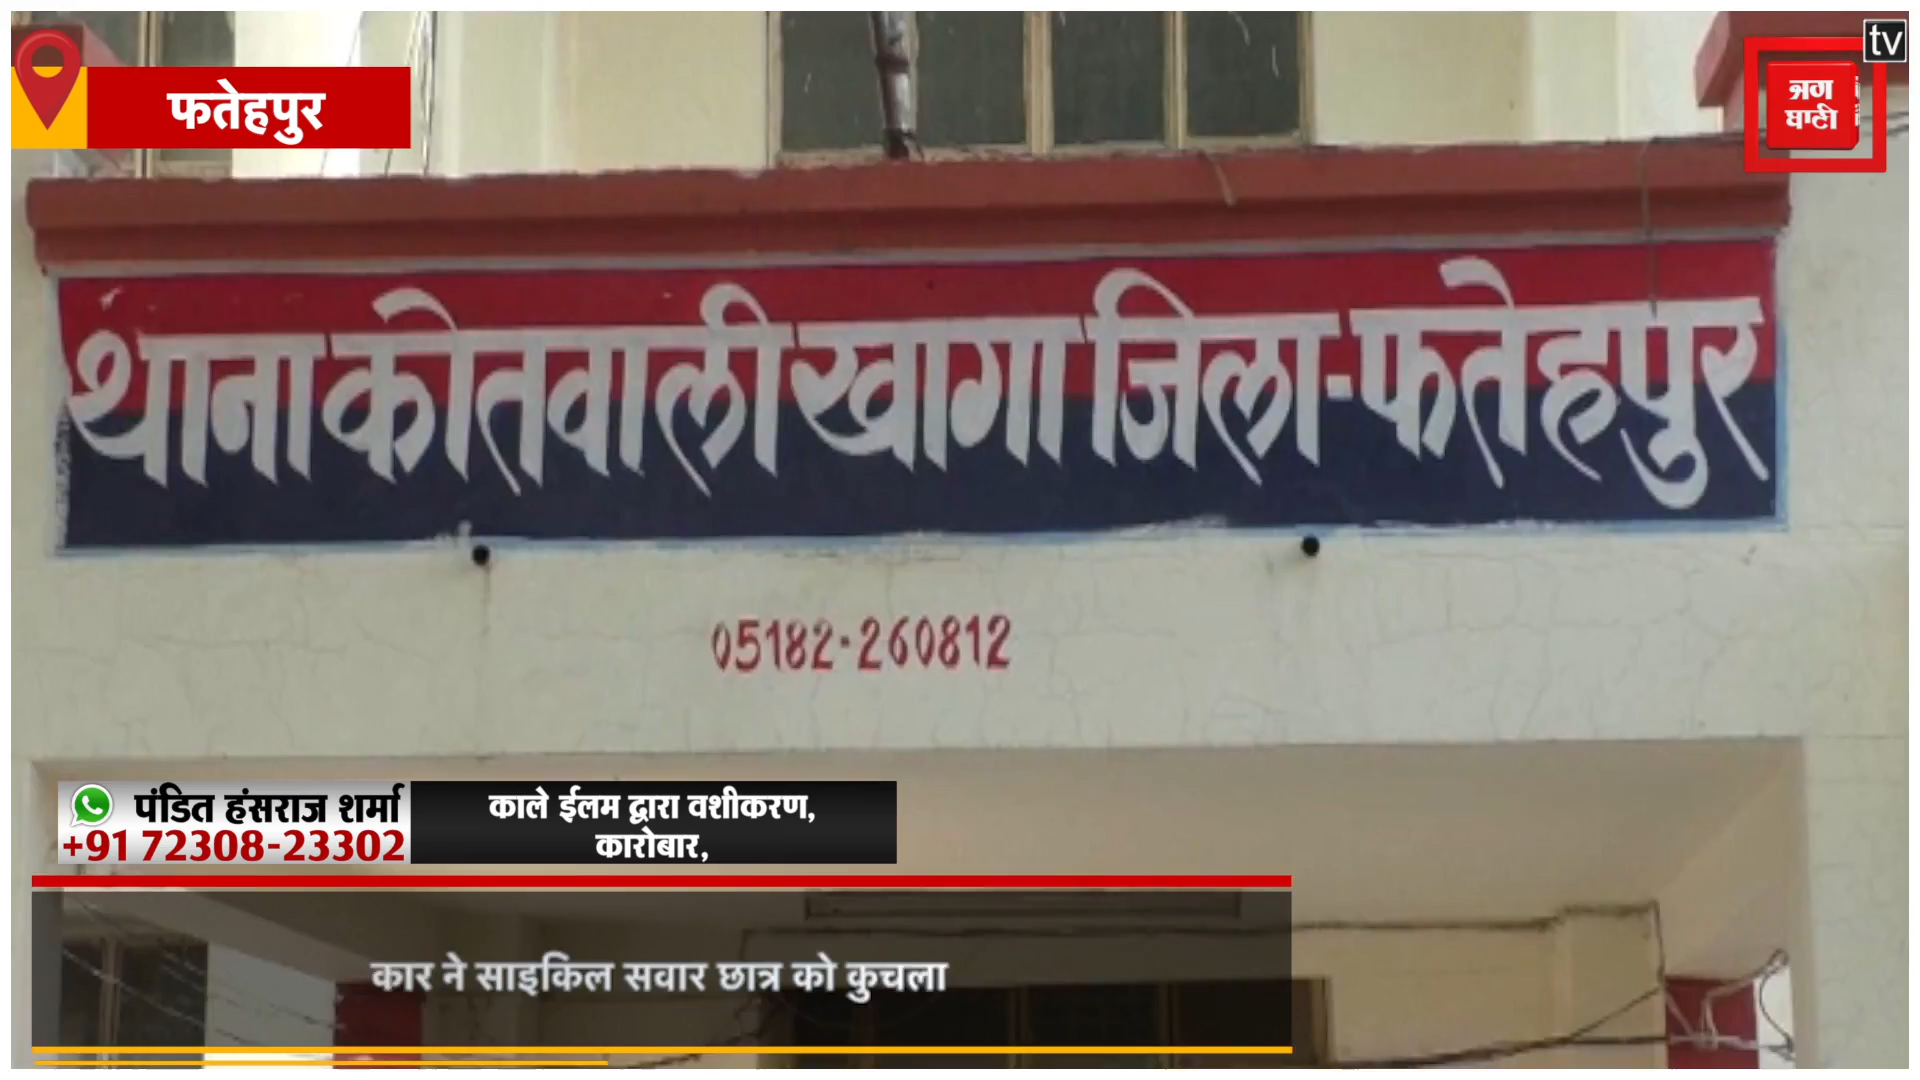 फतेहपुर
tv
ਜਗ
ਬਾਣੀ
थाना कोतवाली खागा जिला-फतेहपुर
05182-260812
पंडित हंसराज शर्मा
+91 72308-23302
काले ईलम द्वारा वशीकरण,
कारोबार,
कार ने साइकिल सवार छात्र को कुचला